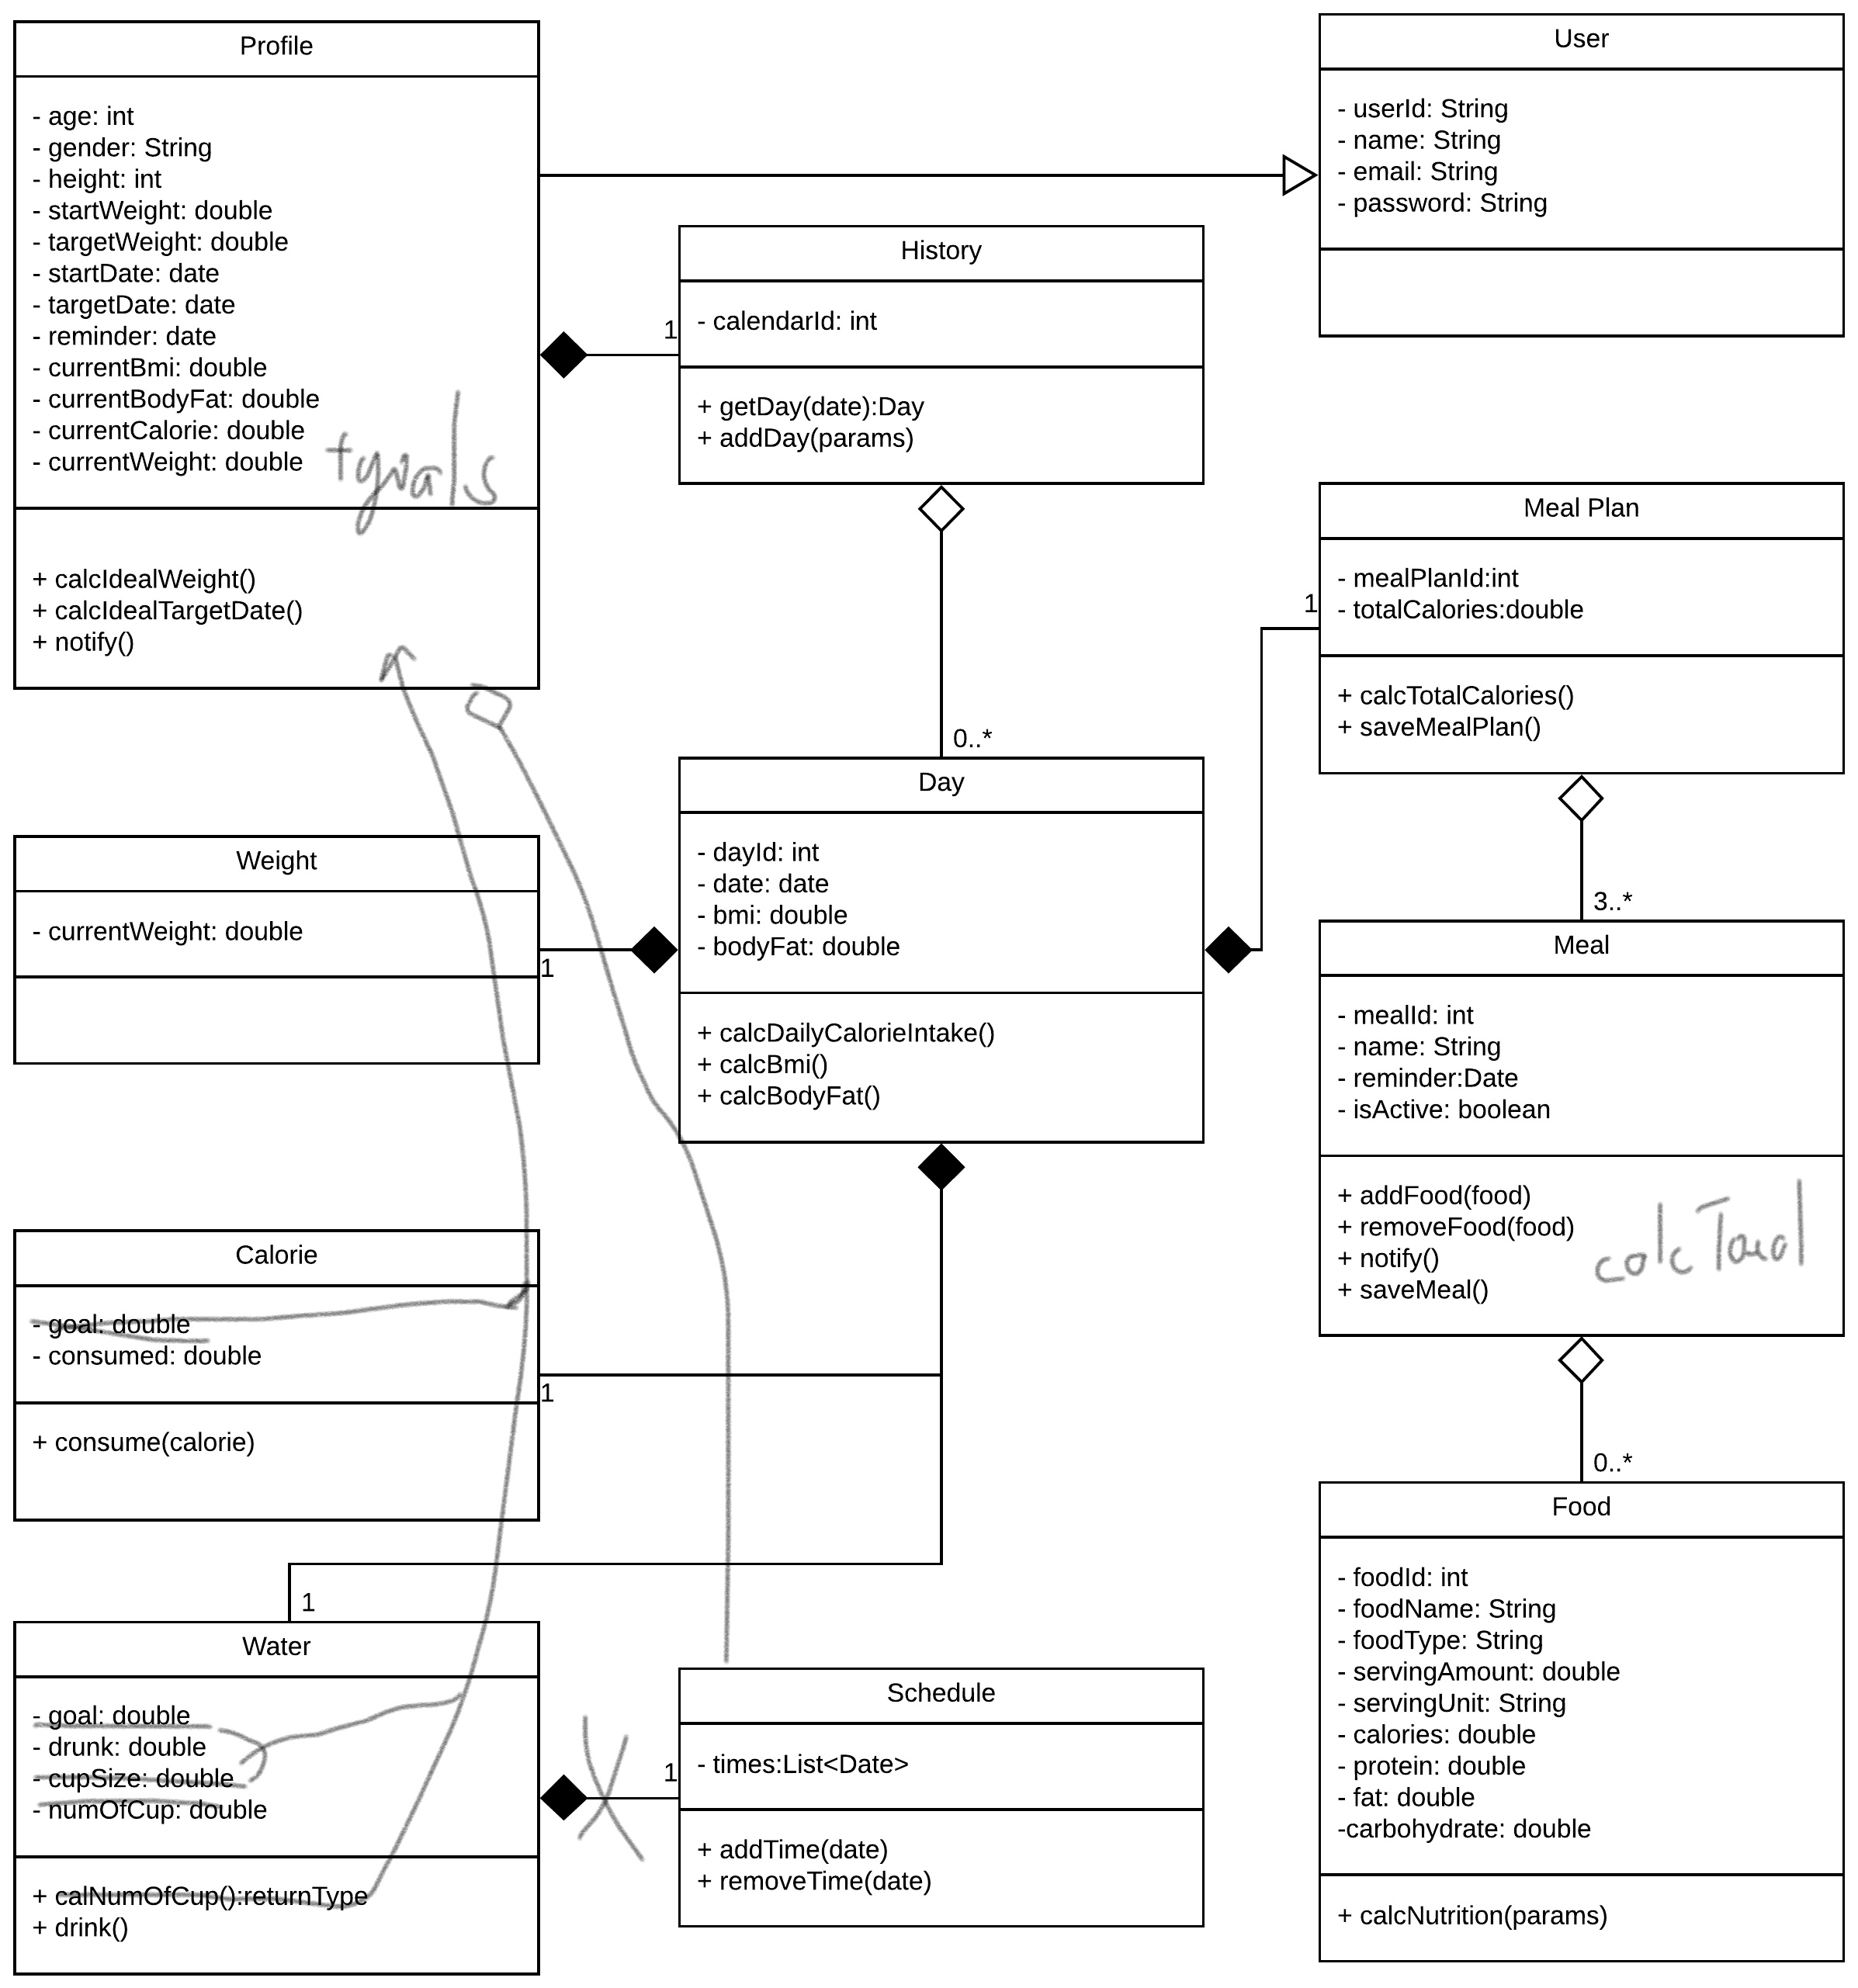 Profile
- age: int
- gender: String
- height: int
- startWeight: double
- targetWeight: double
- startDate: date
- targetDate: date
- reminder: date
- currentBmi: double
- currentBodyFat: double
- currentCalorie: double
- currentWeight: double
+ calcIdealWeight()
+ calcIdealTargetDate()
+ notify()
User
- userId: String
- name: String
- email: String
- password: String
1
History
- calendarId: int
+ getDay(date):Day
+ addDay(params)
0..*
Meal Plan
1
- mealPlanId:int
- totalCalories:double
+ calcTotalCalories()
+ saveMealPlan()
3..*
Weight
- currentWeight: double
1
Day
- dayId: int
- date: date
- bmi: double
- bodyFat: double
+ calcDailyCalorieIntake()
+ calcBmi()
+ calcBodyFat()
Meal
- mealId: int
- name: String
- reminder:Date
- isActive: boolean
+ addFood(food)
+ removeFood(food)
+ notify()
+ saveMeal()
0..*
Calorie
- goal: double
- consumed: double
1
+ consume(calorie)
1
Water
- goal: double
- drunk: double
- cupSize: double
- numOfCup: double
+ calNumOfCup():returnType
+ drink()
1
Schedule
- times:List<Date>
+ addTime(date)
+ removeTime(date)
Food
- foodId: int
- foodName: String
- foodType: String
- servingAmount: double
- servingUnit: String
- calories: double
- protein: double
- fat: double
-carbohydrate: double
+ calcNutrition(params)